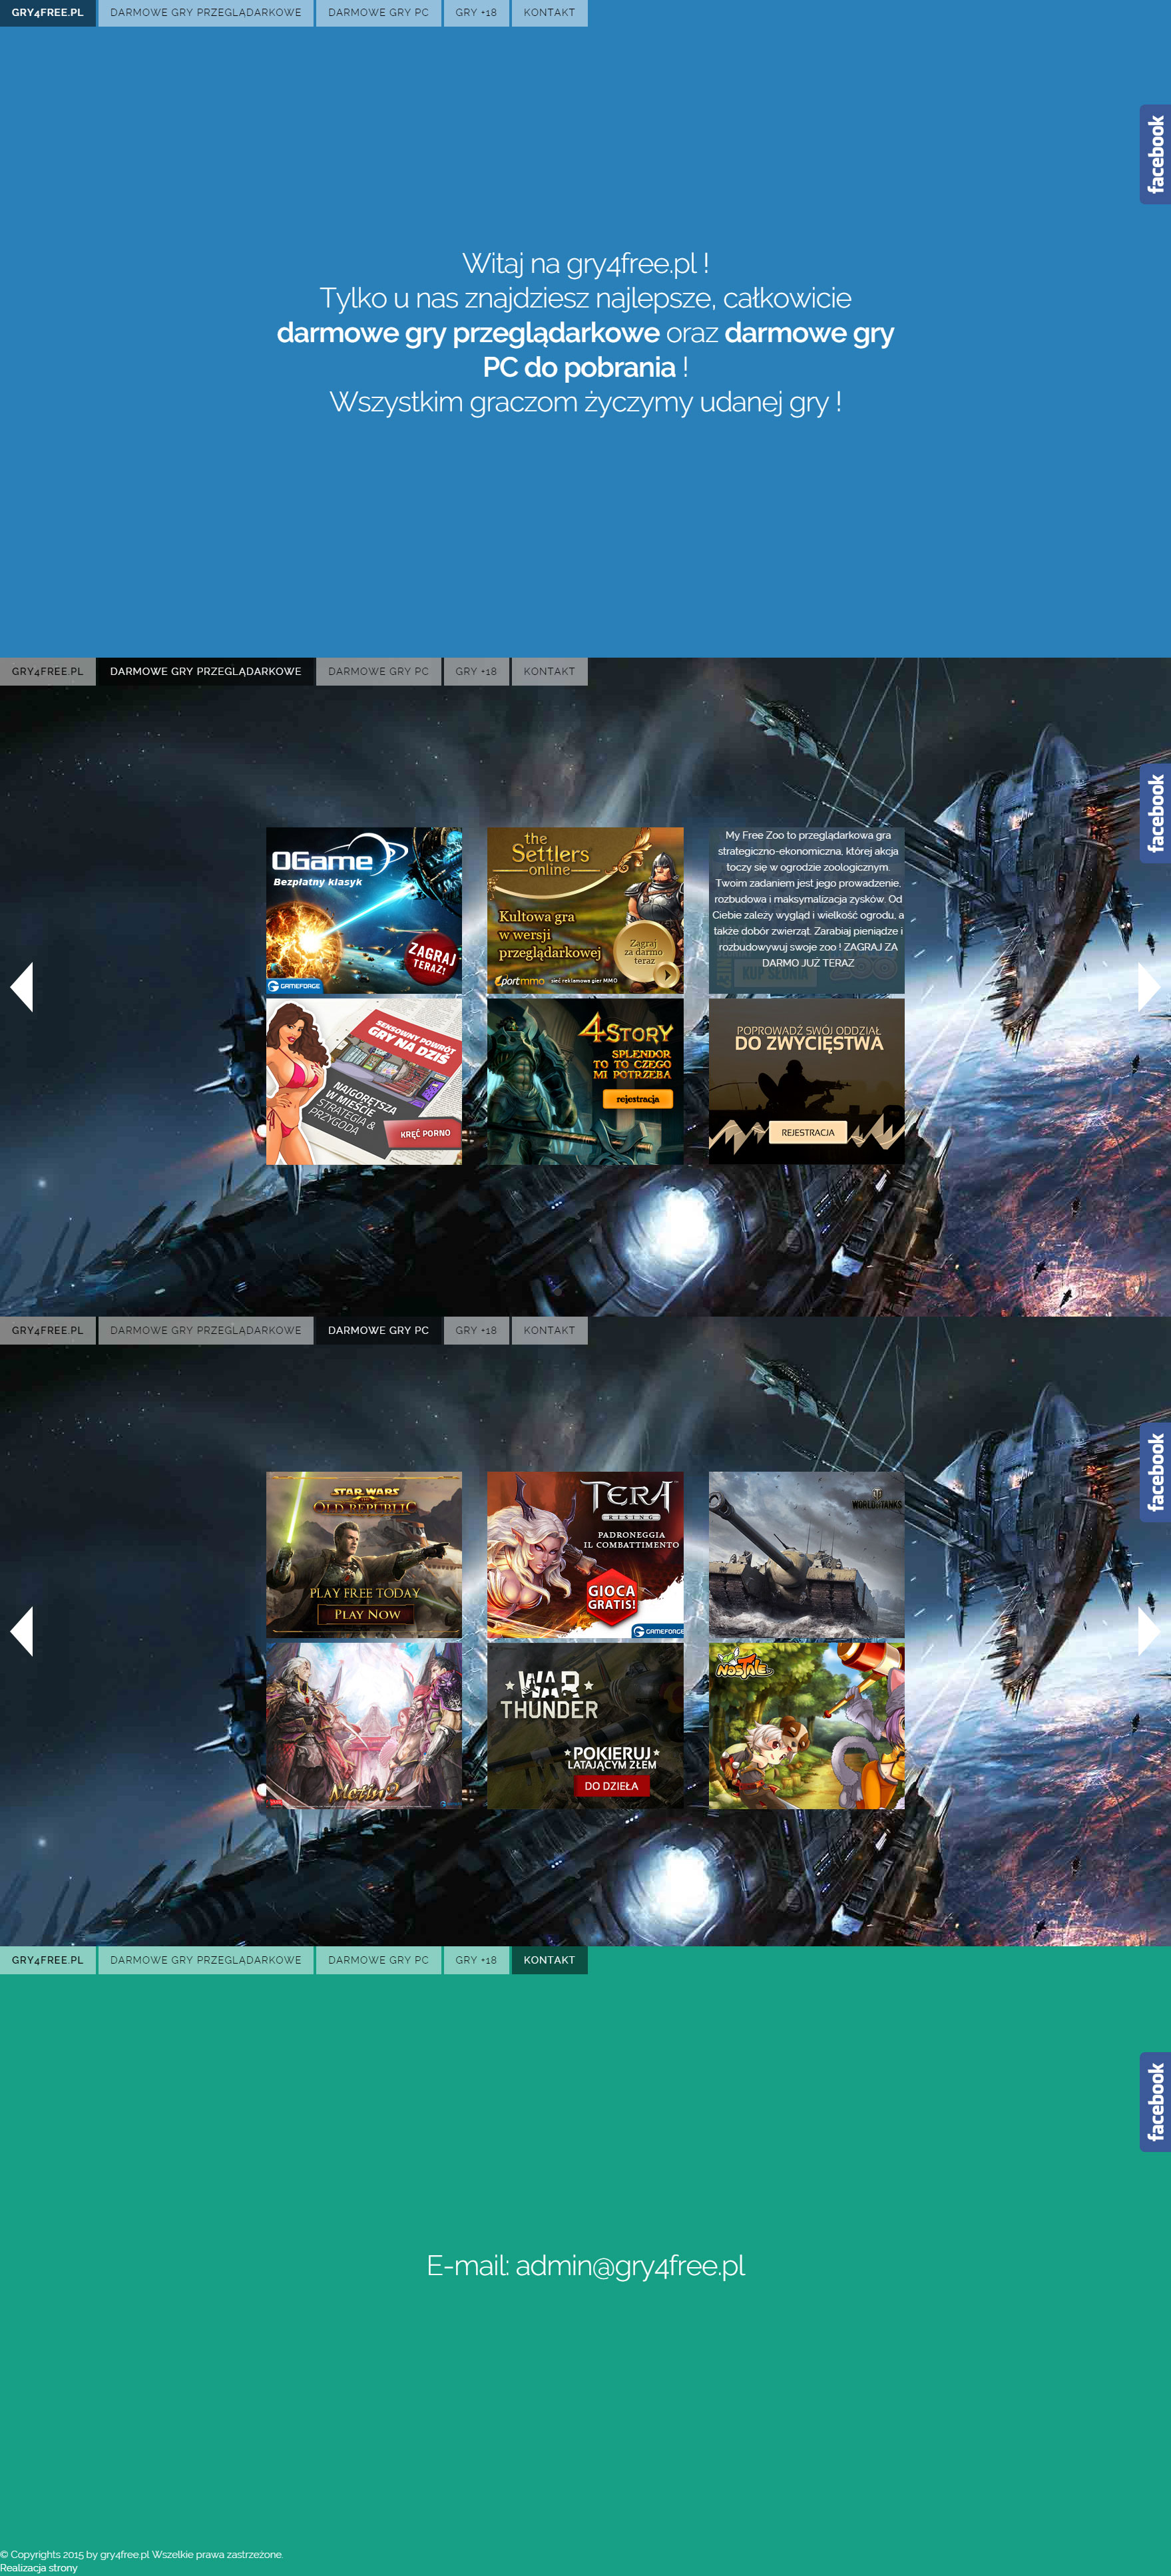 GRY4FREE.PL DARMOWE GRY PRZEGLĄDARKOWE DARMOWE GRY PC GRY +18 KONTAKT
facebook
Witaj na gry4free.pl !
Tylko u nas znajdziesz najlepsze, całkowicie
darmowe gry przeglądarkowe oraz darmowe gry
PC do pobrania !
Wszystkim graczom życzymy udanej gry !
GRY4FREE.PL DARMOWE GRY PRZEGLĄDARKOWE DARMOWE GRY PC GRY +18 KONTAKT
facebook
OGame
Bezpłatny klasyk
ZAGRAJ
TERAZ!
GAMEFORGE
the
Settlers
online
Kultowa gra
w wersji
przeglądarkowej
Zagraj
za darmo
teraz
portmmo sieć reklamowa gier MMO
My Free Zoo to przeglądarkowa gra
strategiczno-ekonomiczna, której akcja
toczy się w ogrodzie zoologicznym.
Twoim zadaniem jest jego prowadzenie,
rozbudowa i maksymalizacja zysków. Od
Ciebie zależy wygląd i wielkość ogrodu, a
także dobór zwierząt. Zarabiaj pieniądze i
rozbudowywuj swoje zoo ! ZAGRAJ ZA
DARMO JUŻ TERAZ
SEKSOWNY POWRÓT
GRY NA DZIŚ
NAJGORĘTSZA
W MIEŚCIE
STRATEGIA &
PRZYGODA
KRĘĆ PORNO
4Story
SPLENDOR
TO TO CZEGO
MI POTRZEBA
rejestracja
POPROWADŹ SWÓJ ODDZIAŁ
DO ZWYCIĘSTWA
REJESTRACJA
GRY4FREE.PL DARMOWE GRY PRZEGLĄDARKOWE DARMOWE GRY PC GRY +18 KONTAKT
facebook
STAR WARS
THE OLD REPUBLIC
PLAY FREE TODAY
PLAY NOW
TERA
RISING
PADRONEGGIA
IL COMBATTIMENTO
GIOCA
GRATIS!
GAMEFORGE
WORLD OF TANKS
Metin2
WAR
THUNDER
POKIERUJ
LATAJĄCYM ZŁEM
DO DZIEŁA
NosTale
GRY4FREE.PL DARMOWE GRY PRZEGLĄDARKOWE DARMOWE GRY PC GRY +18 KONTAKT
facebook
E-mail: admin@gry4free.pl
© Copyrights 2015 by gry4free.pl Wszelkie prawa zastrzeżone.
Realizacja strony